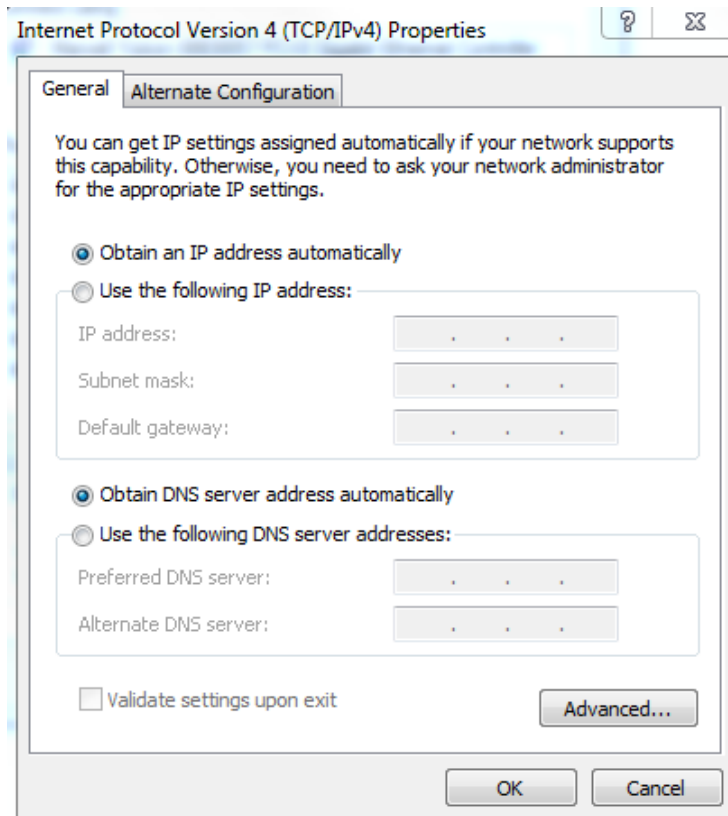 Internet Protocol Version 4 (TCP/IPv4) Properties
General
Alternate Configuration
You can get IP settings assigned automatically if your network supports
this capability. Otherwise, you need to ask your network administrator
for the appropriate IP settings.
Obtain an IP address automatically
Use the following IP address:
IP address:
Subnet mask:
Default gateway:
Obtain DNS server address automatically
Use the following DNS server addresses:
Preferred DNS server:
Alternate DNS server:
Validate settings upon exit
Advanced...
OK
Cancel